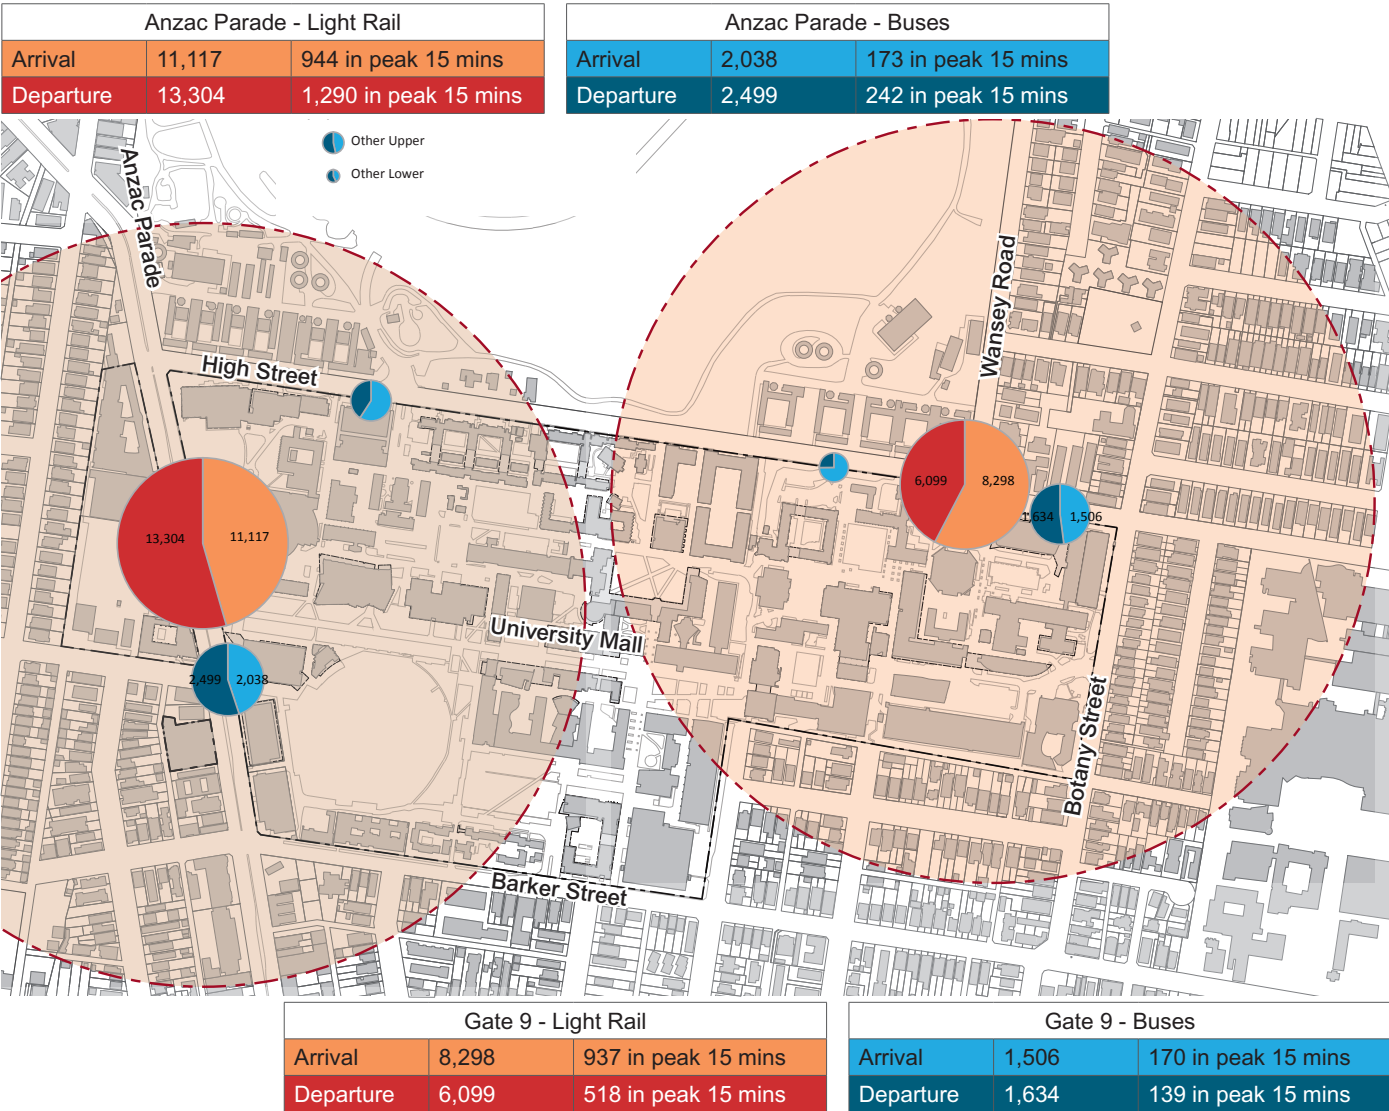 Anzac Parade - Light Rail
Arrival 11,117 944 in peak 15 mins
Departure 13,304 1,290 in peak 15 mins
Anzac Parade - Buses
Arrival 2,038 173 in peak 15 mins
Departure 2,499 242 in peak 15 mins
Other Upper
Other Lower
Anzac Parade
Wansey Road
High Street
6,099 8,298
1,634 1,506
13,304 11,117
University Mall
2,499 2,038
Botany Street
Barker Street
Gate 9 - Light Rail
Arrival 8,298 937 in peak 15 mins
Departure 6,099 518 in peak 15 mins
Gate 9 - Buses
Arrival 1,506 170 in peak 15 mins
Departure 1,634 139 in peak 15 mins